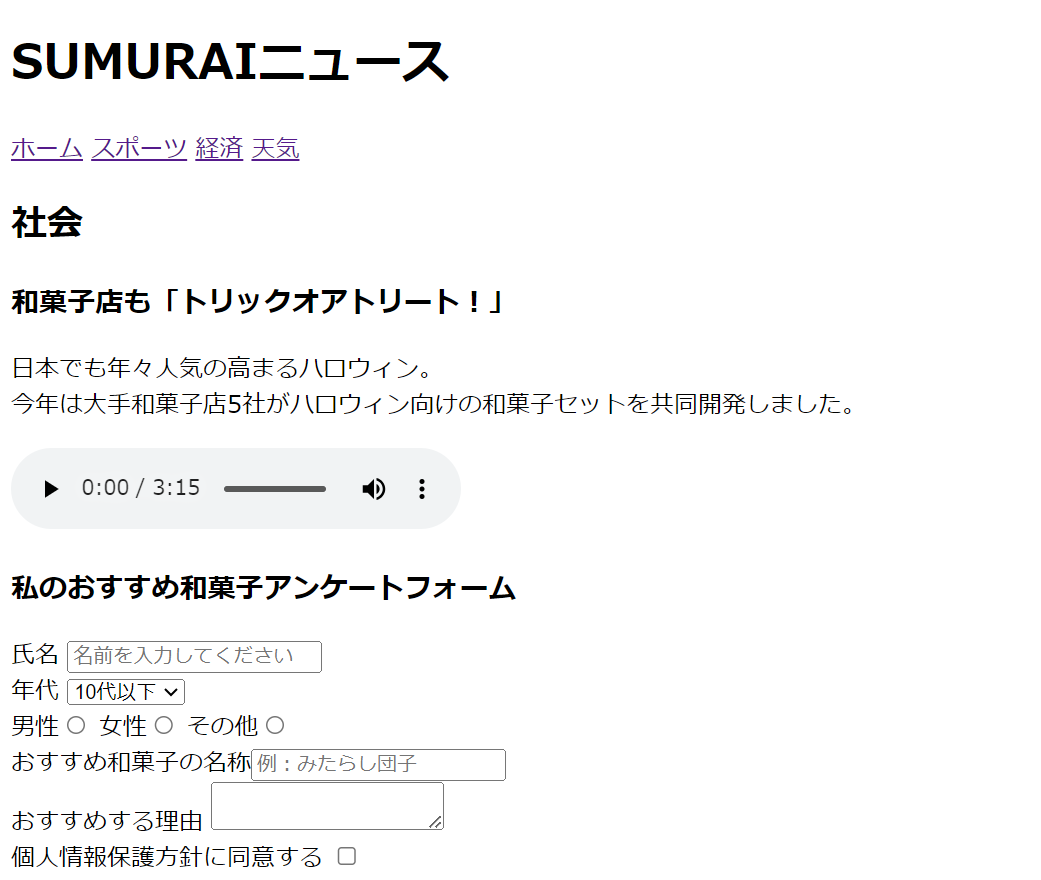 SUMURAIニュース
ホーム スポーツ 経済 天気
社会
和菓子店も「トリックオアトリート！」
日本でも年々人気の高まるハロウィン。
今年は大手和菓子店5社がハロウィン向けの和菓子セットを共同開発しました。
0:00 / 3:15
私のおすすめ和菓子アンケートフォーム
氏名 名前を入力してください
年代 10代以下
男性 女性 その他
おすすめ和菓子の名称 例：みたらし団子
おすすめする理由
個人情報保護方針に同意する